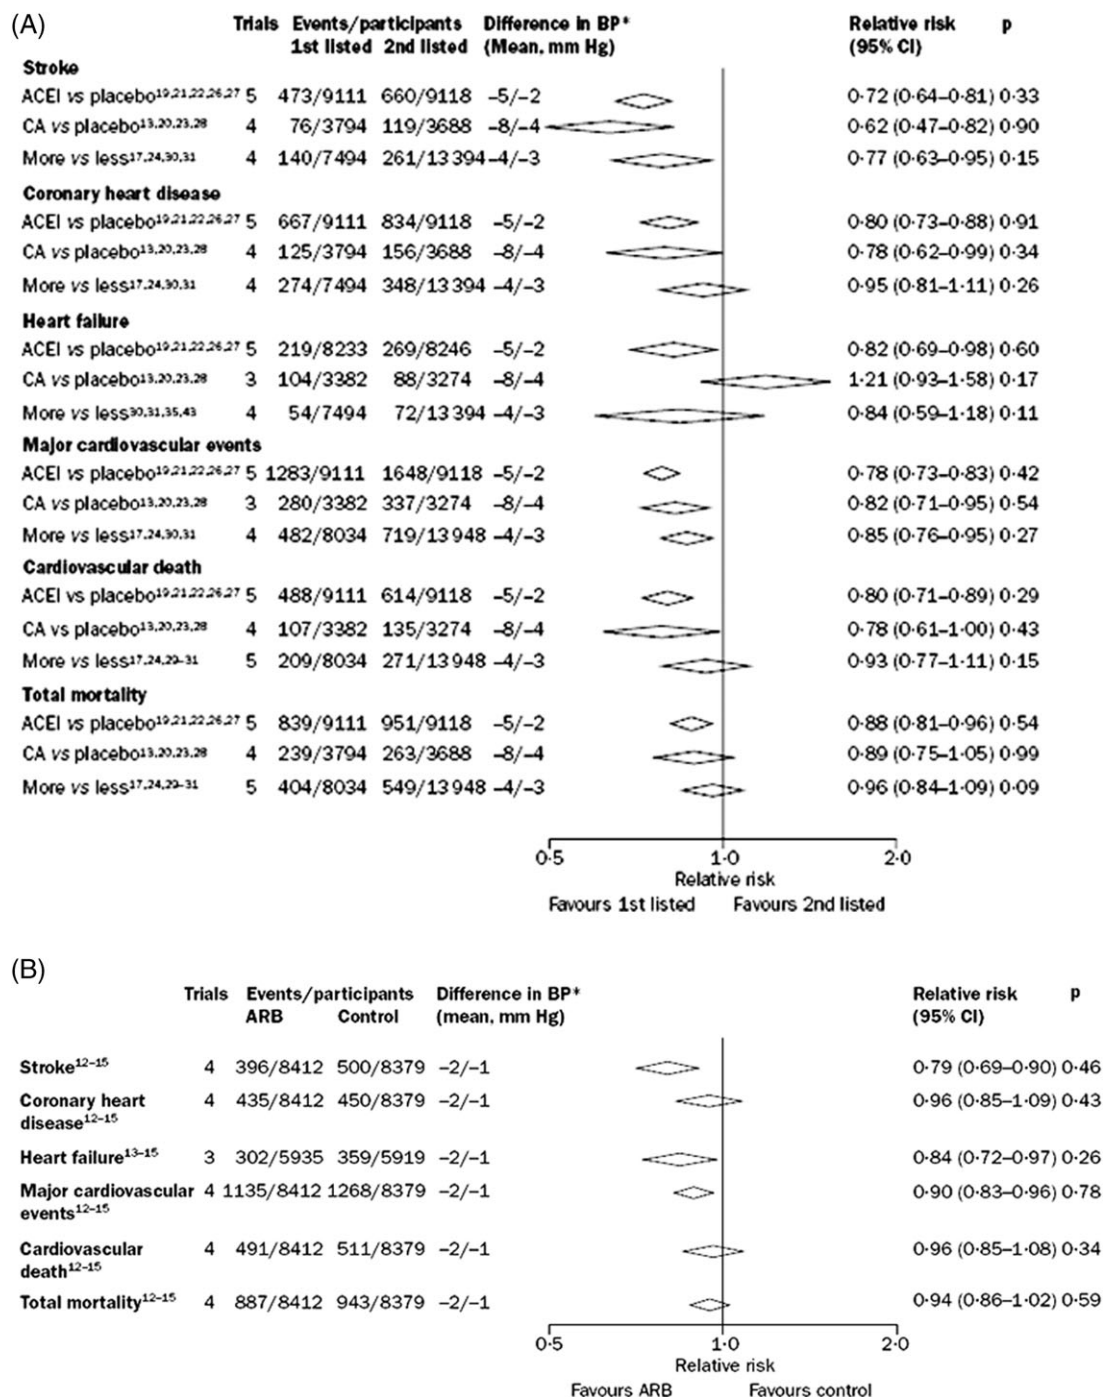 (A)
Trials Events/participants Difference in BP* Relative risk p
1st listed 2nd listed (Mean, mm Hg) (95% CI)
Stroke
ACEI vs placebo19,21,22,26,27 5 473/9111 660/9118 –5/–2 0·72 (0·64–0·81) 0·33
CA vs placebo13,20,23,28 4 76/3794 119/3688 –8/–4 0·62 (0·47–0·82) 0·90
More vs less17,24,30,31 4 140/7494 261/13 394 –4/–3 0·77 (0·63–0·95) 0·15
Coronary heart disease
ACEI vs placebo19,21,22,26,27 5 667/9111 834/9118 –5/–2 0·80 (0·73–0·88) 0·91
CA vs placebo13,20,23,28 4 125/3794 156/3688 –8/–4 0·78 (0·62–0·99) 0·34
More vs less17,24,30,31 4 274/7494 348/13 394 –4/–3 0·95 (0·81–1·11) 0·26
Heart failure
ACEI vs placebo19,21,22,26,27 5 219/8233 269/8246 –5/–2 0·82 (0·69–0·98) 0·60
CA vs placebo13,20,23,28 3 104/3382 88/3274 –8/–4 1·21 (0·93–1·58) 0·17
More vs less30,31,35,43 4 54/7494 72/13 394 –4/–3 0·84 (0·59–1·18) 0·11
Major cardiovascular events
ACEI vs placebo19,21,22,26,27 5 1283/9111 1648/9118 –5/–2 0·78 (0·73–0·83) 0·42
CA vs placebo13,20,23,28 3 280/3382 337/3274 –8/–4 0·82 (0·71–0·95) 0·54
More vs less17,24,30,31 4 482/8034 719/13 948 –4/–3 0·85 (0·76–0·95) 0·27
Cardiovascular death
ACEI vs placebo19,21,22,26,27 5 488/9111 614/9118 –5/–2 0·80 (0·71–0·89) 0·29
CA vs placebo13,20,23,28 4 107/3382 135/3274 –8/–4 0·78 (0·61–1·00) 0·43
More vs less17,24,29–31 5 209/8034 271/13 948 –4/–3 0·93 (0·77–1·11) 0·15
Total mortality
ACEI vs placebo19,21,22,26,27 5 839/9111 951/9118 –5/–2 0·88 (0·81–0·96) 0·54
CA vs placebo13,20,23,28 4 239/3794 263/3688 –8/–4 0·89 (0·75–1·05) 0·99
More vs less17,24,29–31 5 404/8034 549/13 948 –4/–3 0·96 (0·84–1·09) 0·09
0·5 1·0 2·0
Relative risk
Favours 1st listed Favours 2nd listed
(B)
Trials Events/participants Difference in BP* Relative risk p
ARB Control (mean, mm Hg) (95% CI)
Stroke12–15 4 396/8412 500/8379 –2/–1 0·79 (0·69–0·90) 0·46
Coronary heart 4 435/8412 450/8379 –2/–1 0·96 (0·85–1·09) 0·43
disease12–15
Heart failure13–15 3 302/5935 359/5919 –2/–1 0·84 (0·72–0·97) 0·26
Major cardiovascular 4 1135/8412 1268/8379 –2/–1 0·90 (0·83–0·96) 0·78
events12–15
Cardiovascular 4 491/8412 511/8379 –2/–1 0·96 (0·85–1·08) 0·34
death12–15
Total mortality12–15 4 887/8412 943/8379 –2/–1 0·94 (0·86–1·02) 0·59
0·5 1·0 2·0
Relative risk
Favours ARB Favours control